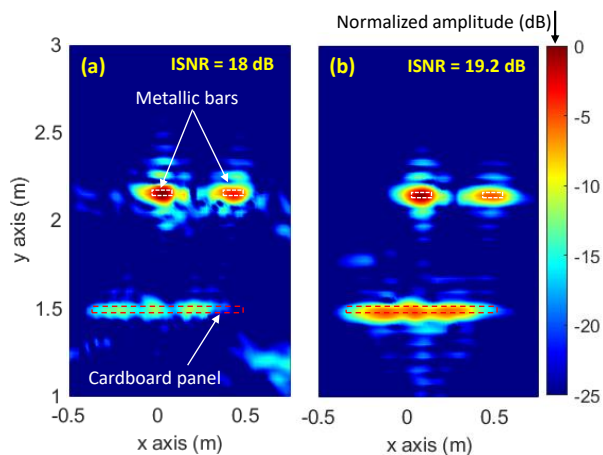 Normalized amplitude (dB)
(a)
ISNR = 18 dB
(b)
ISNR = 19.2 dB
Metallic bars
Cardboard panel
y axis (m)
3
2.5
2
1.5
1
-0.5
0
0.5
x axis (m)
-0.5
0
0.5
x axis (m)
0
-5
-10
-15
-20
-25